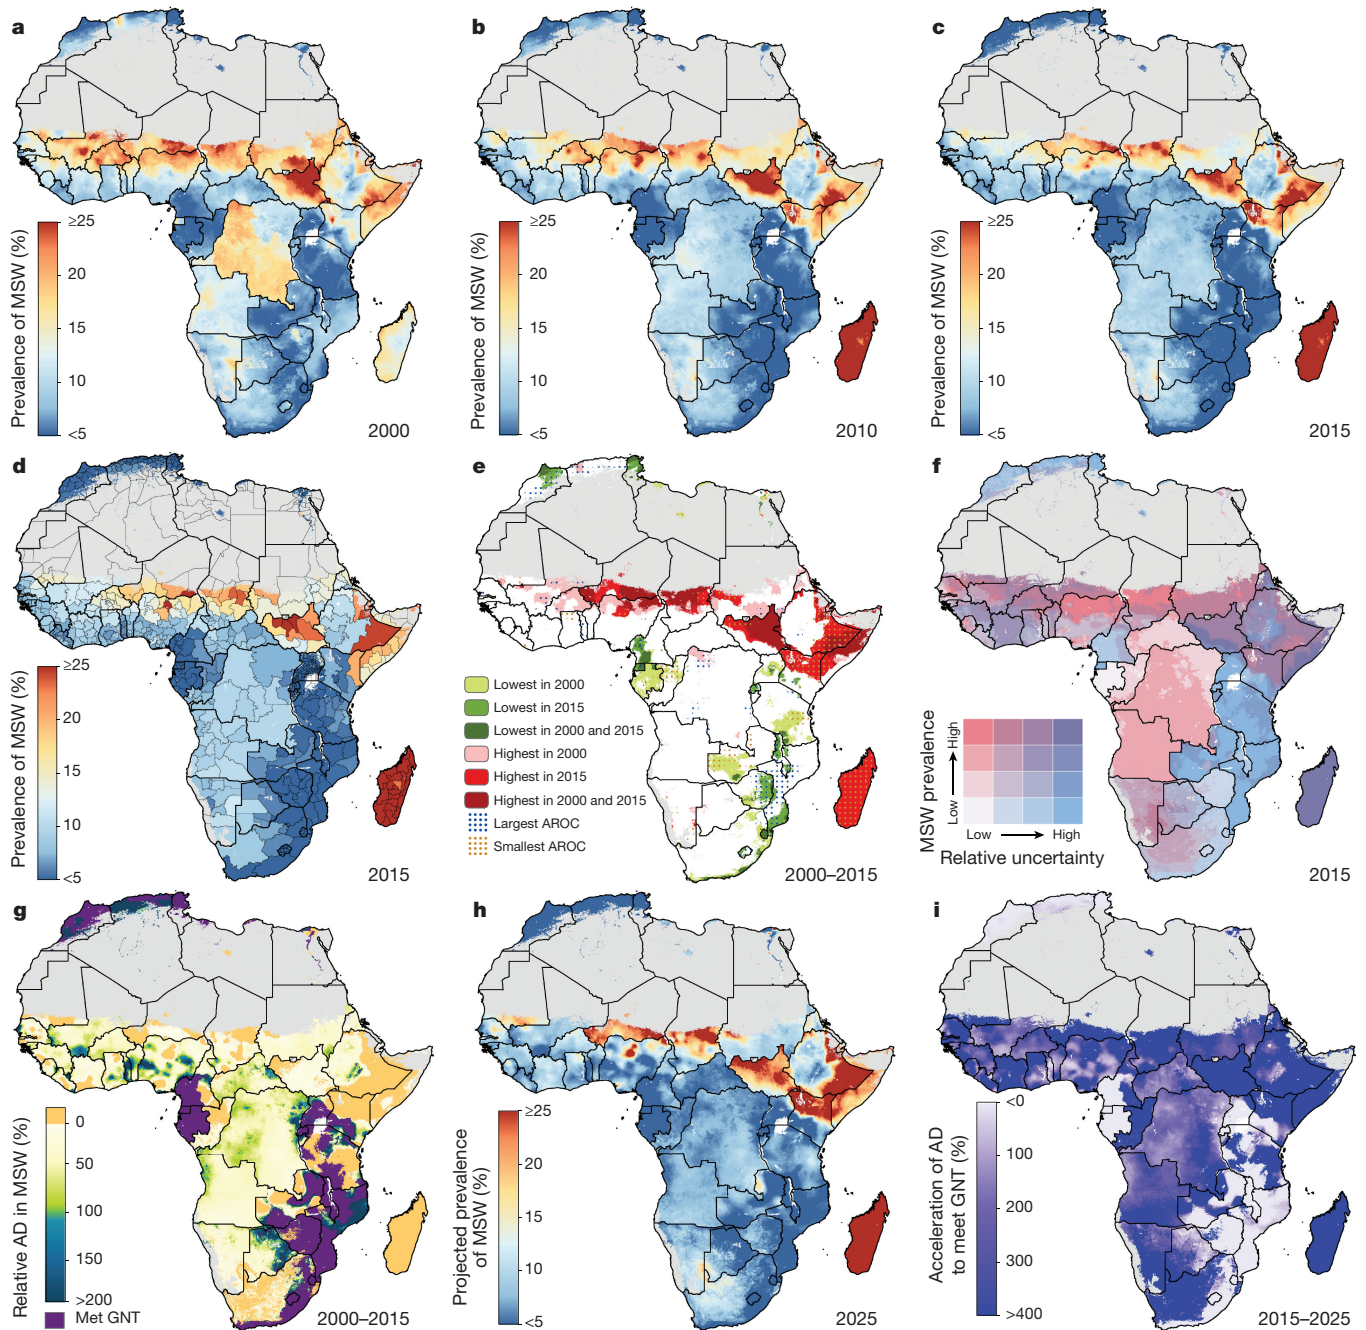 a
b
c
Prevalence of MSW (%)
≥25
20
15
10
<5
2000
Prevalence of MSW (%)
≥25
20
15
10
<5
2010
Prevalence of MSW (%)
≥25
20
15
10
<5
2015
d
e
f
Prevalence of MSW (%)
≥25
20
15
10
<5
2015
Lowest in 2000
Lowest in 2015
Lowest in 2000 and 2015
Highest in 2000
Highest in 2015
Highest in 2000 and 2015
Largest AROC
Smallest AROC
2000–2015
MSW prevalence
High
Low
Low
High
Relative uncertainty
2015
g
h
i
Relative AD in MSW (%)
0
50
100
150
>200
Met GNT
2000–2015
Projected prevalence
of MSW (%)
≥25
20
15
10
<5
2025
Acceleration of AD
to meet GNT (%)
<0
100
200
300
>400
2015–2025